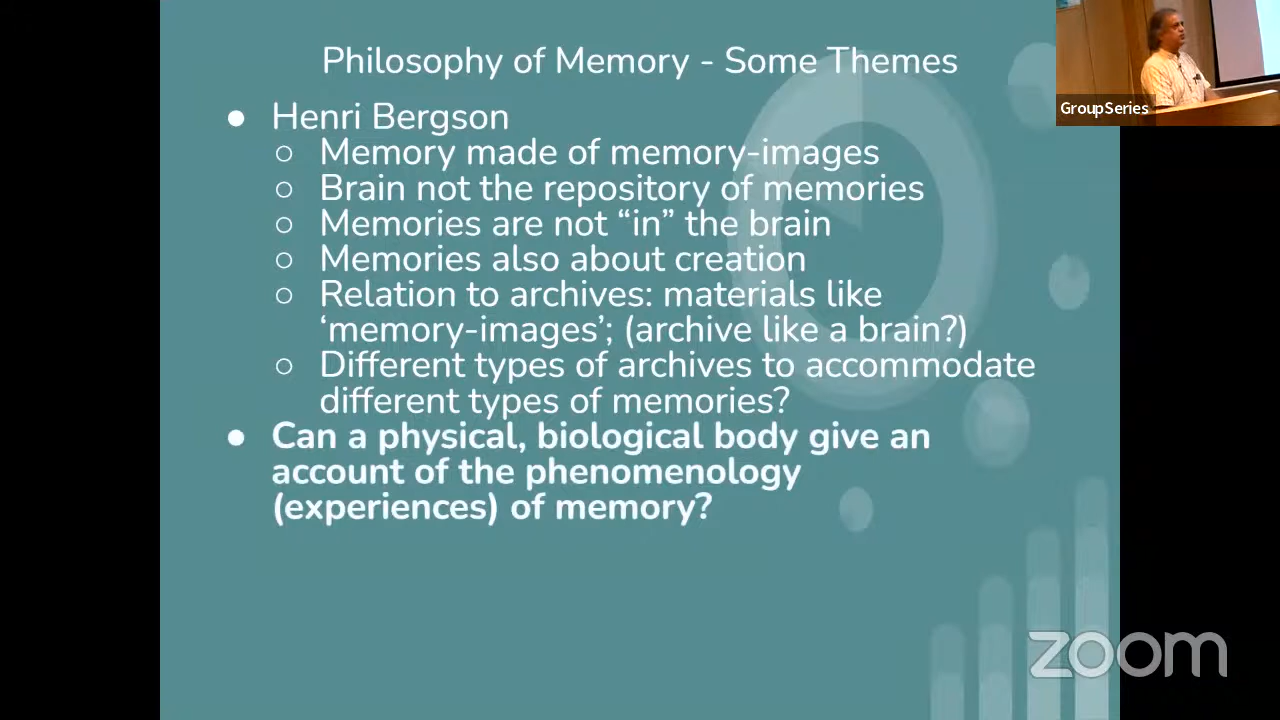 Philosophy of Memory - Some Themes
● Henri Bergson
○ Memory made of memory-images
○ Brain not the repository of memories
○ Memories are not “in” the brain
○ Memories also about creation
○ Relation to archives: materials like
‘memory-images’; (archive like a brain?)
○ Different types of archives to accommodate
different types of memories?
● Can a physical, biological body give an
account of the phenomenology
(experiences) of memory?
GroupSeries
zoom